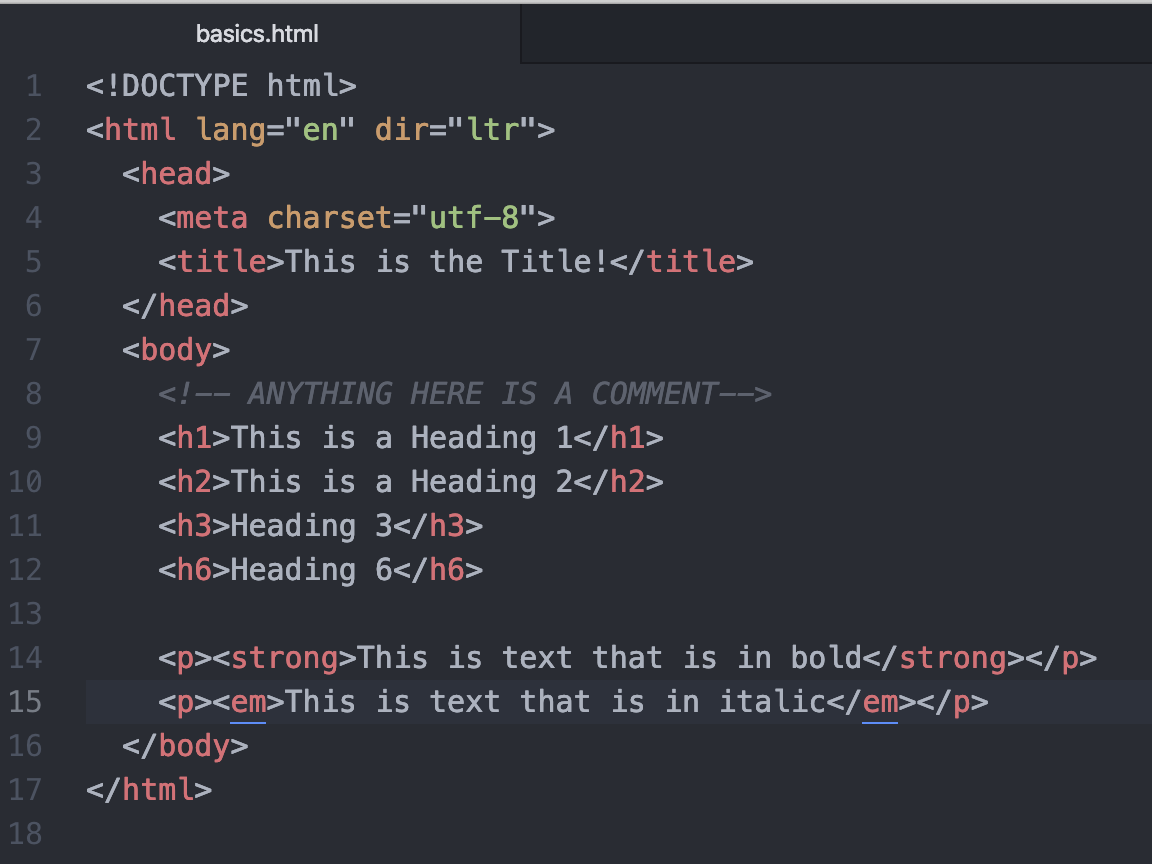 basics.html
1 <!DOCTYPE html>
2 <html lang="en" dir="ltr">
3   <head>
4     <meta charset="utf-8">
5     <title>This is the Title!</title>
6   </head>
7   <body>
8     <!-- ANYTHING HERE IS A COMMENT-->
9     <h1>This is a Heading 1</h1>
10     <h2>This is a Heading 2</h2>
11     <h3>Heading 3</h3>
12     <h6>Heading 6</h6>
13
14     <p><strong>This is text that is in bold</strong></p>
15     <p><em>This is text that is in italic</em></p>
16   </body>
17 </html>
18